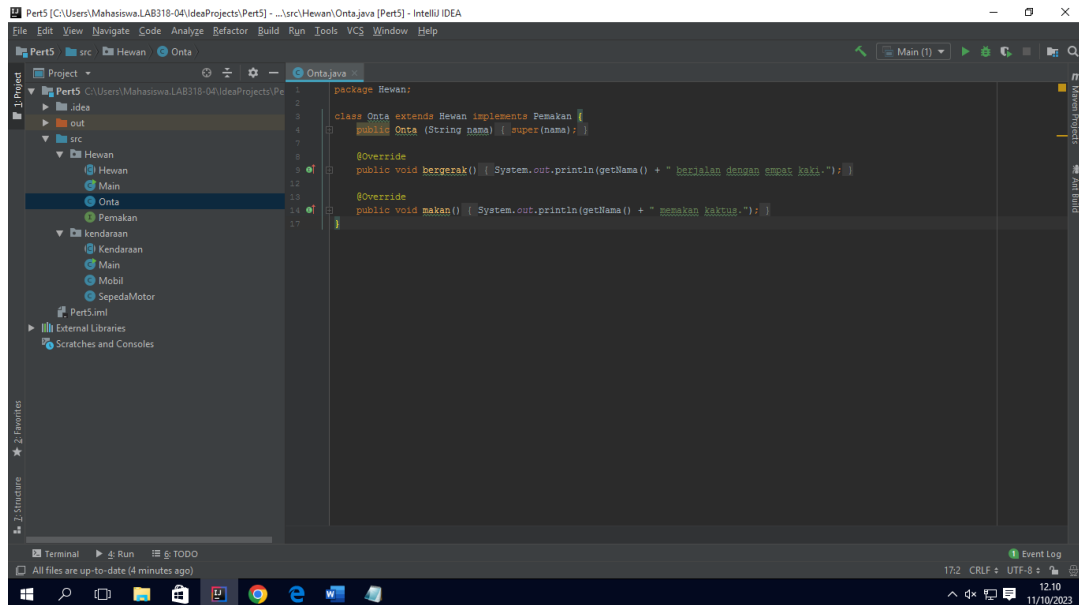 Pert5 [C:\Users\Mahasiswa.LAB318-04\IdeaProjects\Pert5] - ...\src\Hewan\Onta.java [Pert5] - IntelliJ IDEA
File Edit View Navigate Code Analyze Refactor Build Run Tools VCS Window Help
Pert5 src Hewan Onta Main (1)
Project Onta.java
1: Project
Pert5 C:\Users\Mahasiswa.LAB318-04\IdeaProjects\Pe
.idea
out
src
Hewan
Hewan
Main
Onta
Pemakan
kendaraan
Kendaraan
Main
Mobil
SepedaMotor
Pert5.iml
External Libraries
Scratches and Consoles
1 package Hewan;
2
3 class Onta extends Hewan implements Pemakan {
4 public Onta (String nama) { super(nama); }
7
8 @Override
9 public void bergerak() { System.out.println(getNama() + " berjalan dengan empat kaki."); }
12
13 @Override
14 public void makan() { System.out.println(getNama() + " memakan kaktus."); }
17 }
Maven Projects
Ant Build
2: Favorites
7: Structure
Terminal 4: Run 6: TODO 1 Event Log
All files are up-to-date (4 minutes ago) 17:2 CRLF UTF-8
12.10
11/10/2023